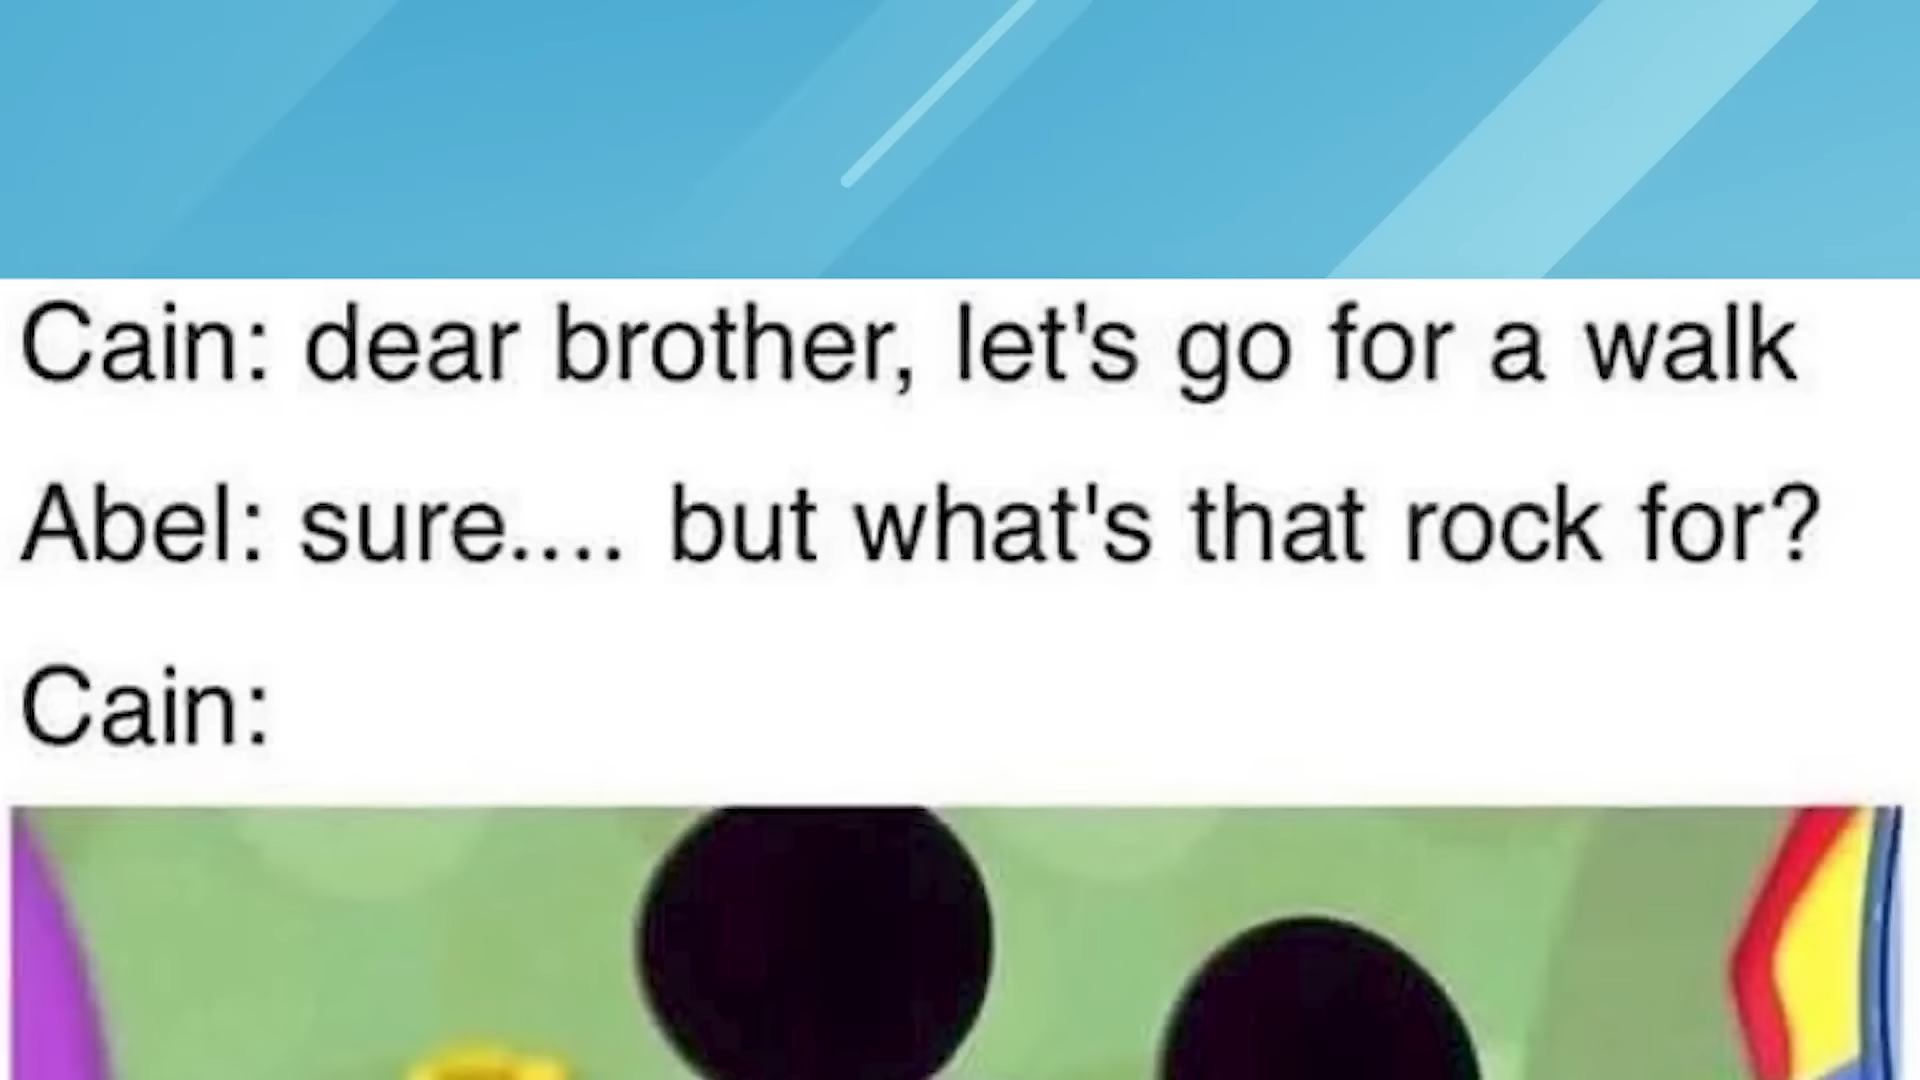 Cain: dear brother, let's go for a walk
Abel: sure.... but what's that rock for?
Cain: